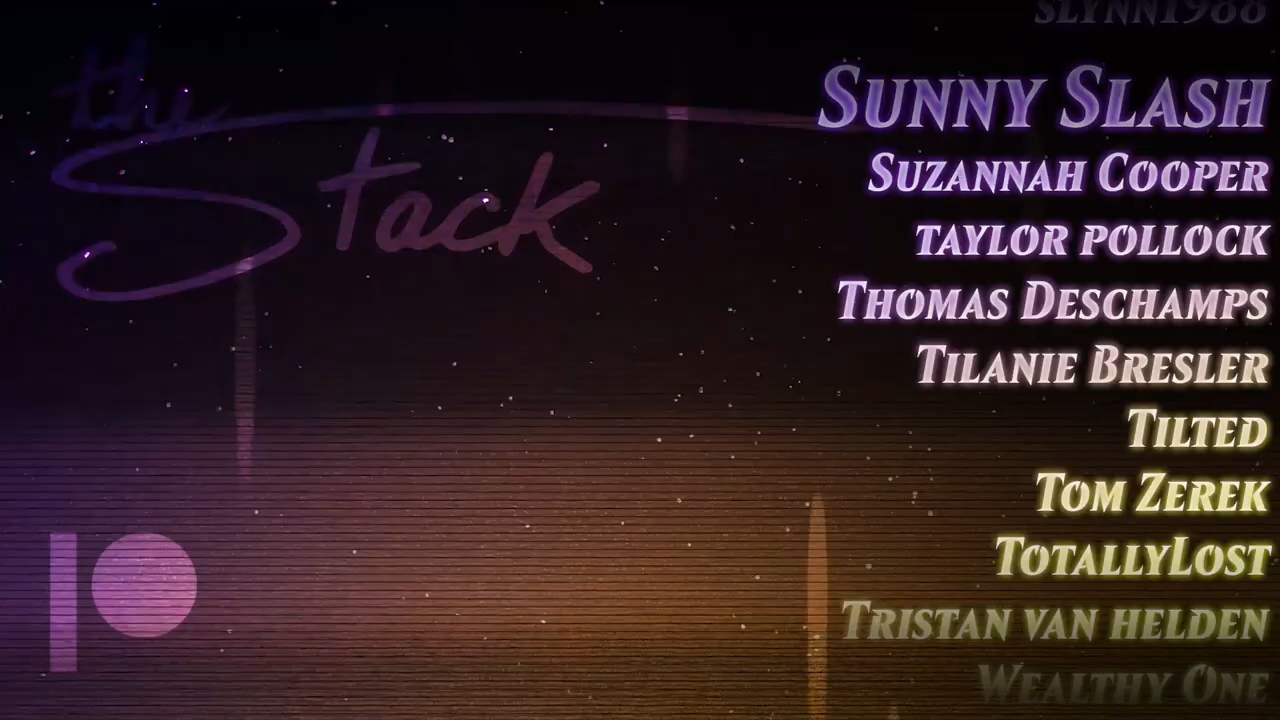 the
Stack
SLYNN1988
SUNNY SLASH
SUZANNAH COOPER
TAYLOR POLLOCK
THOMAS DESCHAMPS
TILANIE BRESLER
TILTED
TOM ZEREK
TOTALLYLOST
TRISTAN VAN HELDEN
WEALTHY ONE